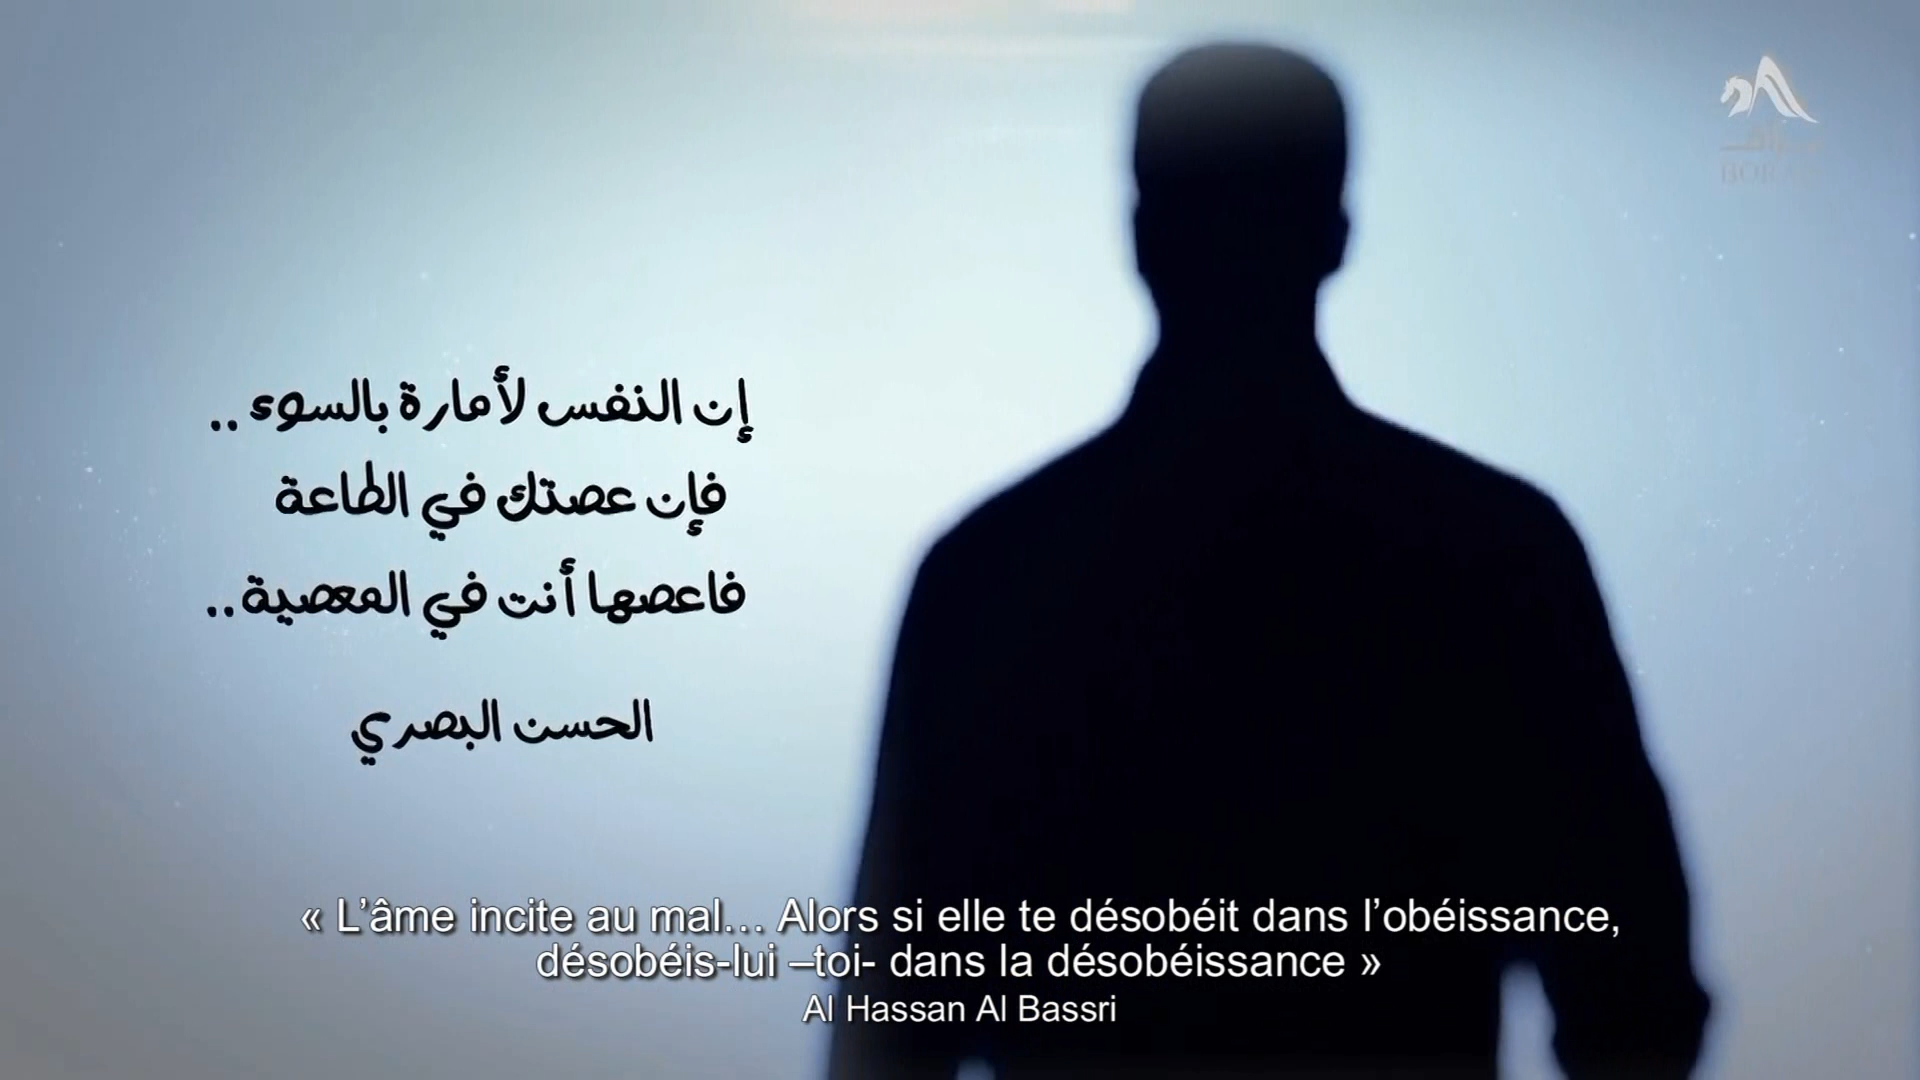 إن النفس لأمارة بالسوء..
فإن عصتك في الطاعة
فاعصها أنت في المعصية..
الحسن البصري
« L’âme incite au mal… Alors si elle te désobéit dans l’obéissance,
désobéis-lui –toi- dans la désobéissance »
Al Hassan Al Bassri